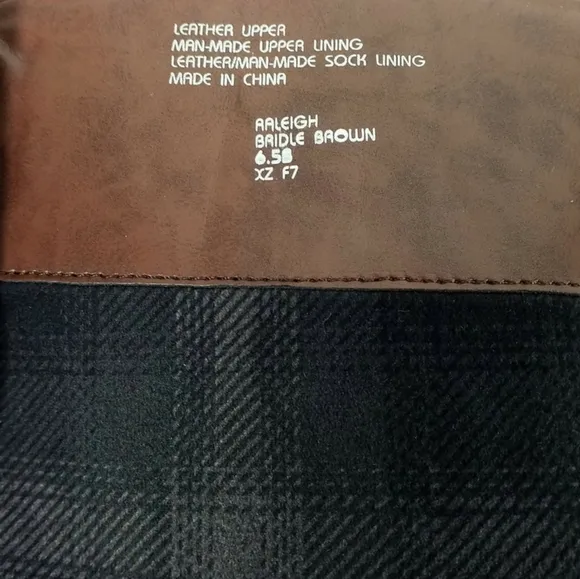 LEATHER UPPER
MAN-MADE UPPER LINING
LEATHER/MAN-MADE SOCK LINING
MADE IN CHINA
RALEIGH
BRIDLE BROWN
6.5B
XZ F7